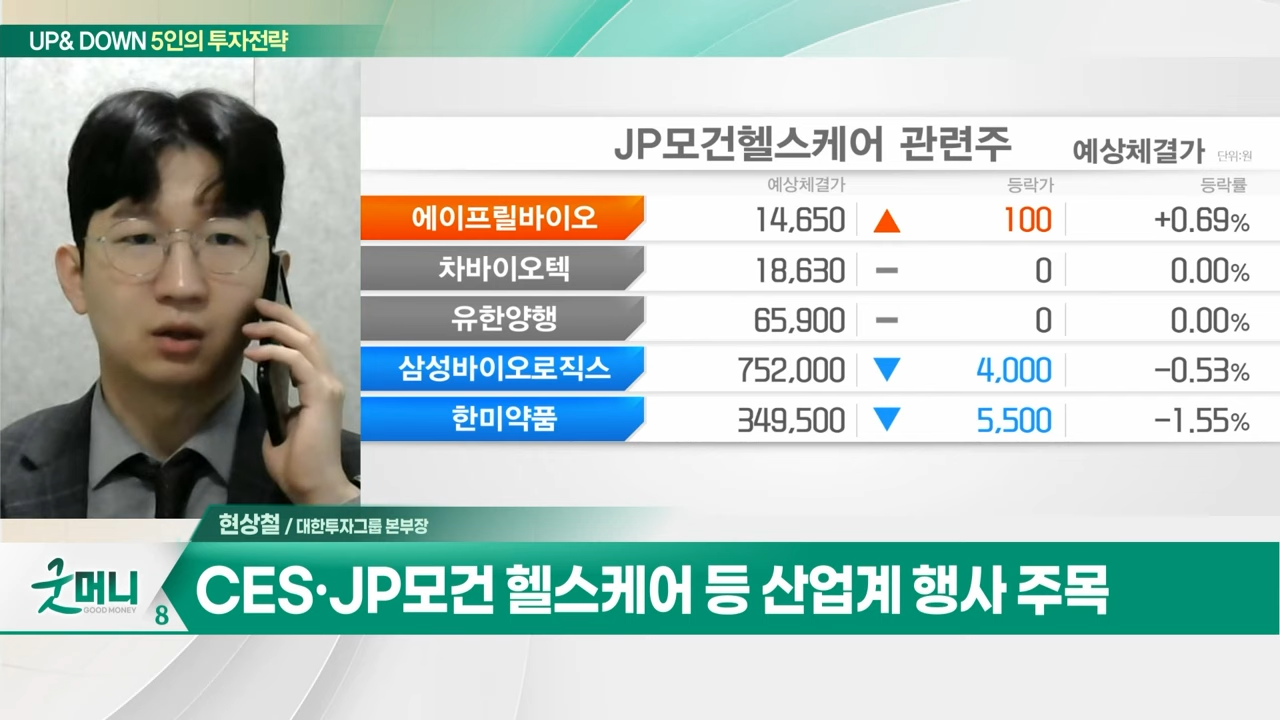 UP& DOWN 5인의 투자전략
JP모건헬스케어 관련주 예상체결가 단위:원
예상체결가 등락가 등락률
에이프릴바이오 14,650 ▲ 100 +0.69%
차바이오텍 18,630 - 0 0.00%
유한양행 65,900 - 0 0.00%
삼성바이오로직스 752,000 ▼ 4,000 -0.53%
한미약품 349,500 ▼ 5,500 -1.55%
현상철 / 대한투자그룹 본부장
굿머니
GOOD MONEY
8
CES·JP모건 헬스케어 등 산업계 행사 주목